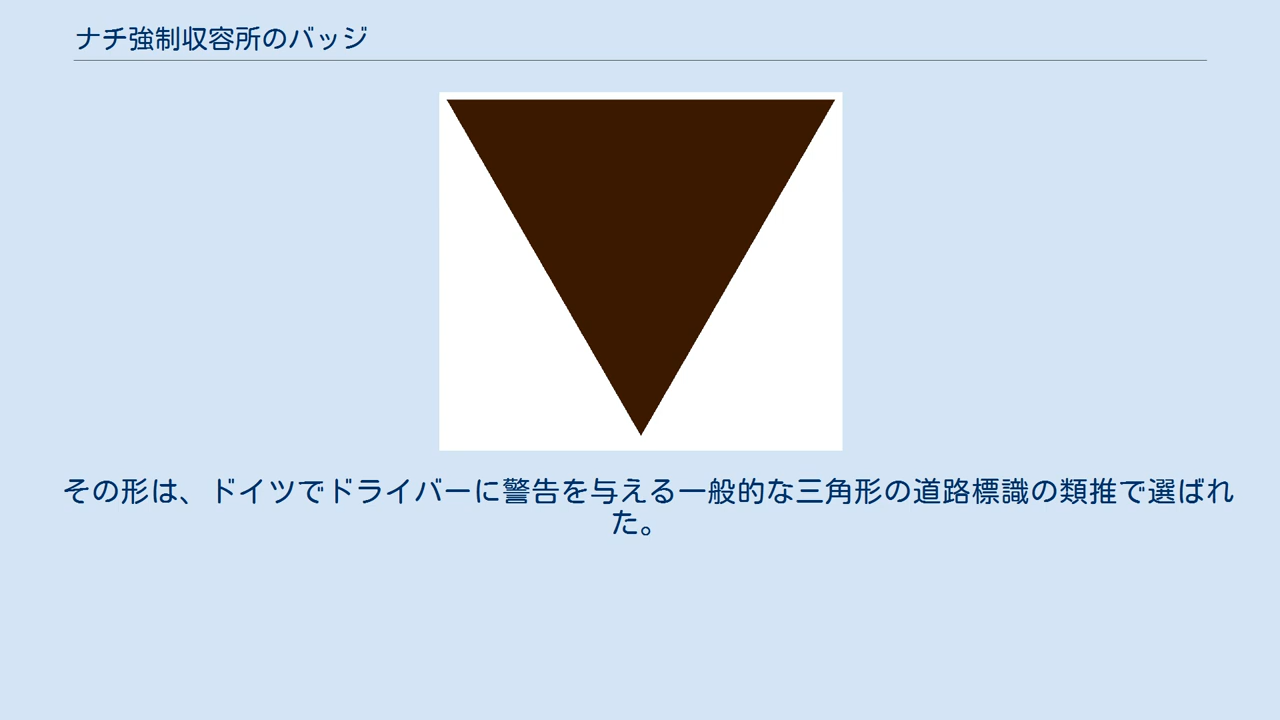 ナチ強制収容所のバッジ
その形は、ドイツでドライバーに警告を与える一般的な三角形の道路標識の類推で選ばれ
た。